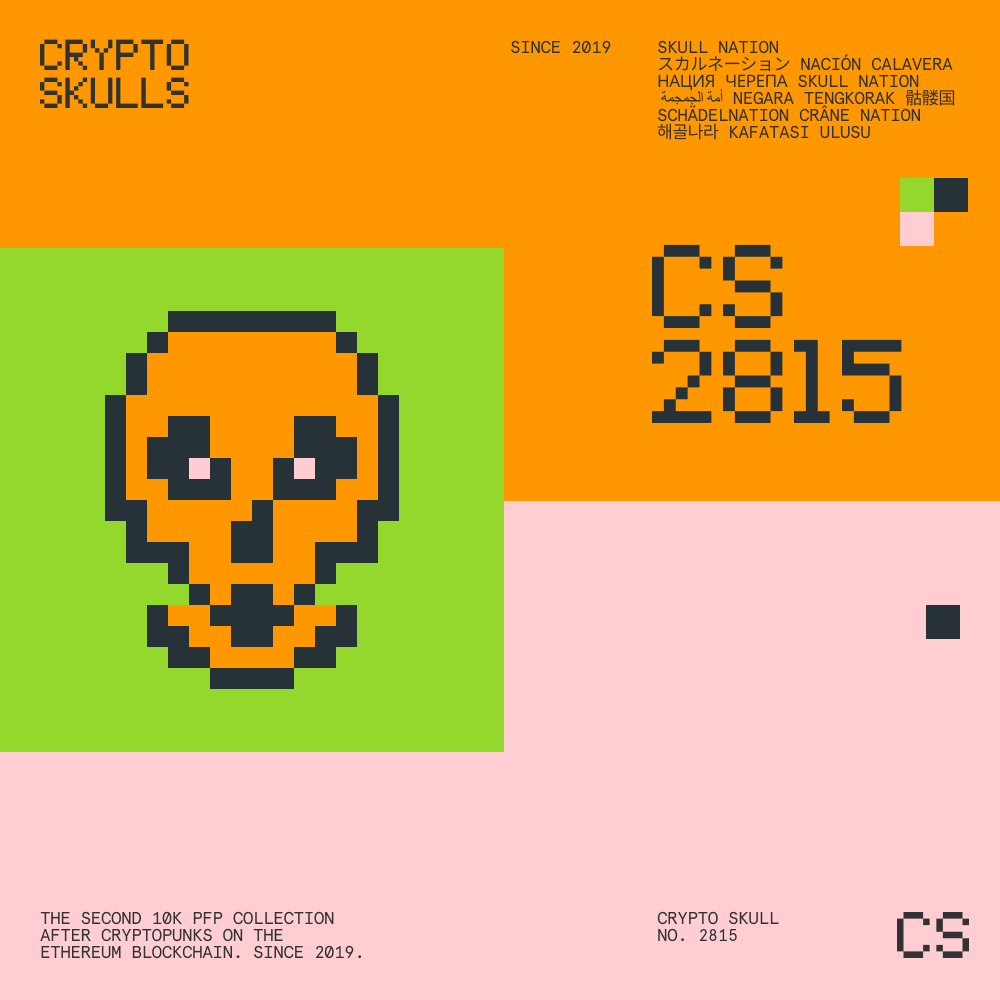 CRYPTO
SKULLS
SINCE 2019
SKULL NATION
スカルネーション NACIÓN CALAVERA
НАЦИЯ ЧЕРЕПА SKULL NATION
أمة الجمجمة NEGARA TENGKORAK 骷髅国
SCHÄDELNATION CRÂNE NATION
해골나라 KAFATASI ULUSU
CS
2815
THE SECOND 10K PFP COLLECTION
AFTER CRYPTOPUNKS ON THE
ETHEREUM BLOCKCHAIN. SINCE 2019.
CRYPTO SKULL
NO. 2815
CS